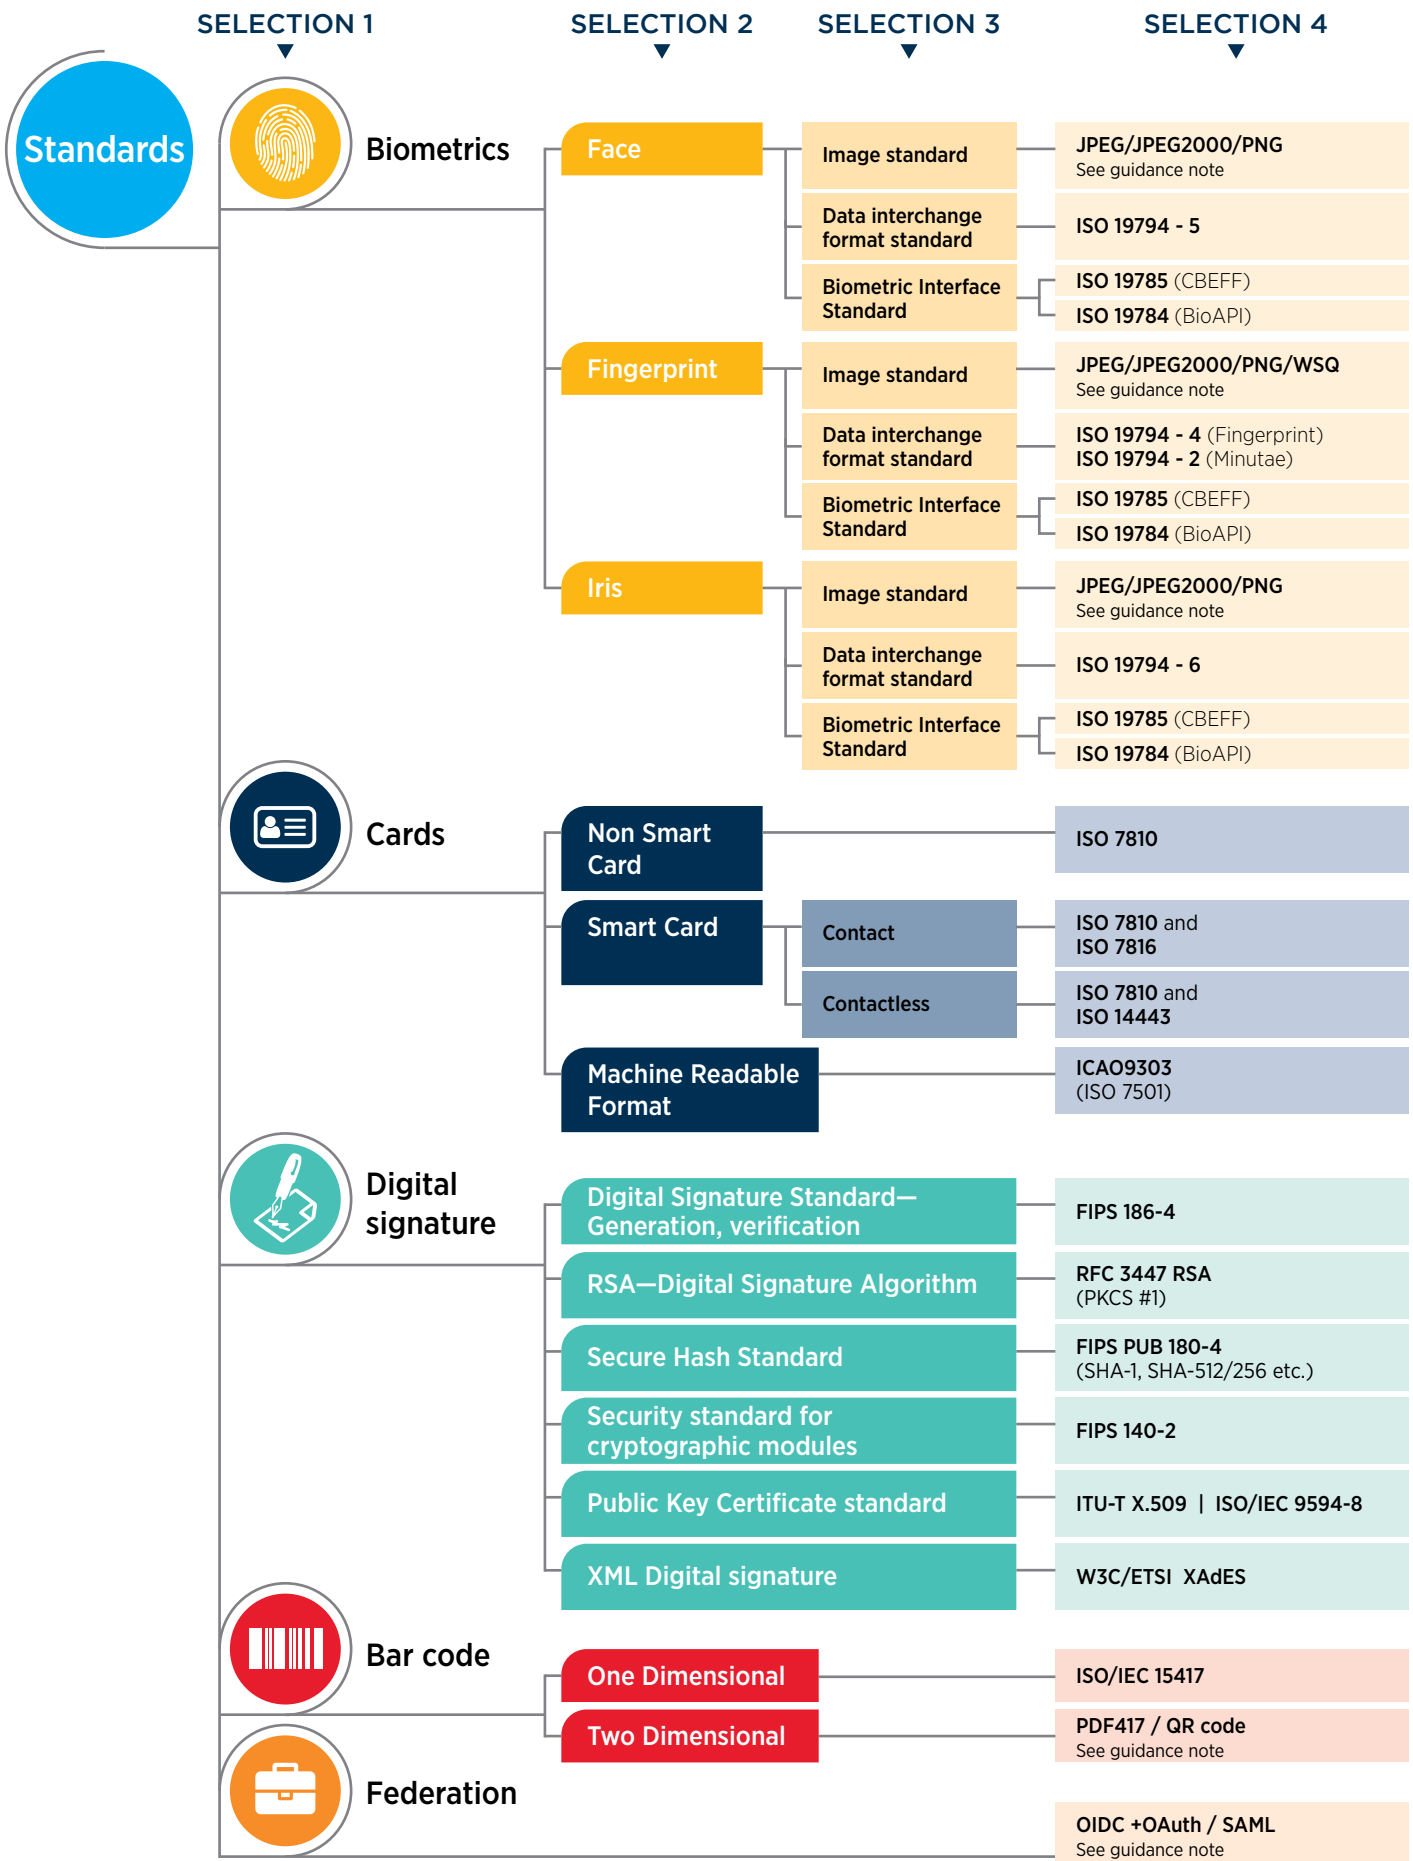 SELECTION 1
SELECTION 2
SELECTION 3
SELECTION 4
Standards
Biometrics
Face
Image standard
JPEG/JPEG2000/PNG
See guidance note
Data interchange
format standard
ISO 19794 - 5
Biometric Interface
Standard
ISO 19785 (CBEFF)
ISO 19784 (BioAPI)
Fingerprint
Image standard
JPEG/JPEG2000/PNG/WSQ
See guidance note
Data interchange
format standard
ISO 19794 - 4 (Fingerprint)
ISO 19794 - 2 (Minutae)
Biometric Interface
Standard
ISO 19785 (CBEFF)
ISO 19784 (BioAPI)
Iris
Image standard
JPEG/JPEG2000/PNG
See guidance note
Data interchange
format standard
ISO 19794 - 6
Biometric Interface
Standard
ISO 19785 (CBEFF)
ISO 19784 (BioAPI)
Cards
Non Smart
Card
ISO 7810
Smart Card
Contact
ISO 7810 and
ISO 7816
Contactless
ISO 7810 and
ISO 14443
Machine Readable
Format
ICAO9303
(ISO 7501)
Digital
signature
Digital Signature Standard—
Generation, verification
FIPS 186-4
RSA—Digital Signature Algorithm
RFC 3447 RSA
(PKCS #1)
Secure Hash Standard
FIPS PUB 180-4
(SHA-1, SHA-512/256 etc.)
Security standard for
cryptographic modules
FIPS 140-2
Public Key Certificate standard
ITU-T X.509 | ISO/IEC 9594-8
XML Digital signature
W3C/ETSI XAdES
Bar code
One Dimensional
ISO/IEC 15417
Two Dimensional
PDF417 / QR code
See guidance note
Federation
OIDC +OAuth / SAML
See guidance note